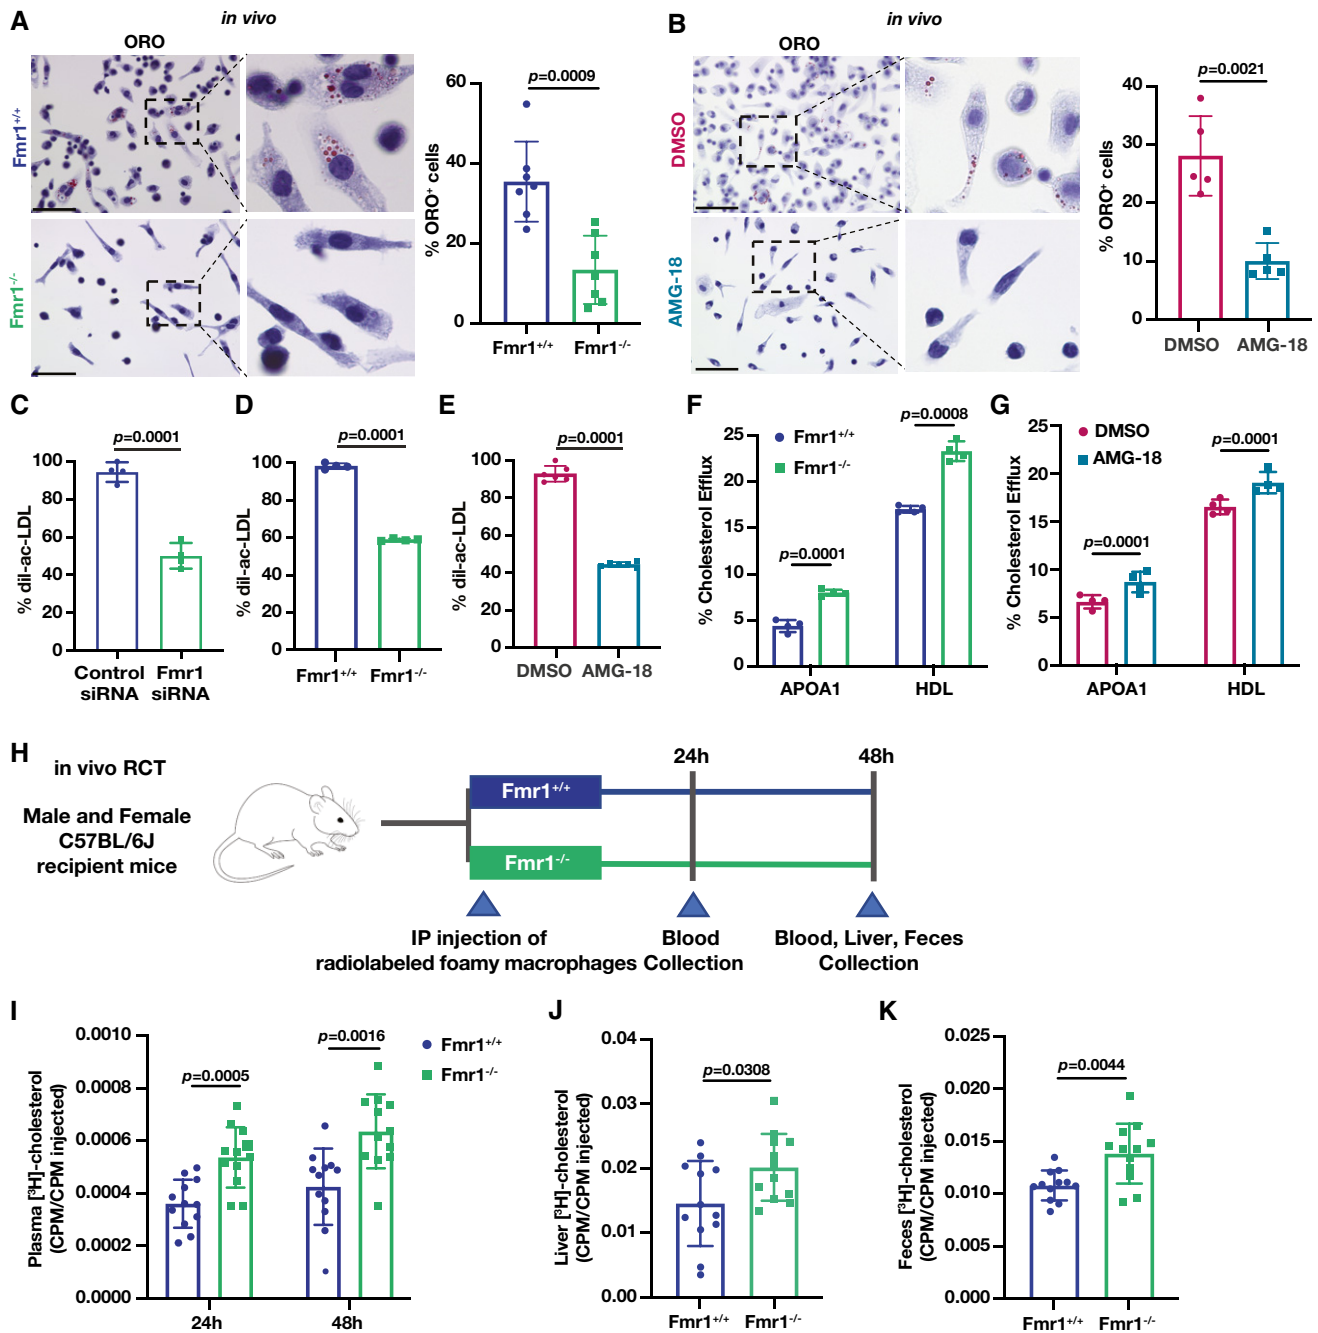 A
in vivo
ORO
Fmr1+/+
Fmr1-/-
% ORO+ cells
60
40
20
0
p=0.0009
Fmr1+/+
Fmr1-/-
B
in vivo
ORO
DMSO
AMG-18
% ORO+ cells
40
30
20
10
0
p=0.0021
DMSO
AMG-18
C
p=0.0001
% dil-ac-LDL
100
80
60
40
20
0
Control
siRNA
Fmr1
siRNA
D
p=0.0001
% dil-ac-LDL
100
80
60
40
20
0
Fmr1+/+
Fmr1-/-
E
p=0.0001
% dil-ac-LDL
100
80
60
40
20
0
DMSO
AMG-18
F
% Cholesterol Efflux
25
20
15
10
5
0
Fmr1+/+
Fmr1-/-
p=0.0001
p=0.0008
APOA1
HDL
G
% Cholesterol Efflux
25
20
15
10
5
0
DMSO
AMG-18
p=0.0001
p=0.0001
APOA1
HDL
H
in vivo RCT
Male and Female
C57BL/6J
recipient mice
Fmr1+/+
Fmr1-/-
24h
48h
IP injection of
radiolabeled foamy macrophages
Blood
Collection
Blood, Liver, Feces
Collection
I
Plasma [³H]-cholesterol
(CPM/CPM injected)
0.0010
0.0008
0.0006
0.0004
0.0002
0.0000
p=0.0005
p=0.0016
Fmr1+/+
Fmr1-/-
24h
48h
J
Liver [³H]-cholesterol
(CPM/CPM injected)
0.04
0.03
0.02
0.01
0.00
p=0.0308
Fmr1+/+
Fmr1-/-
K
Feces [³H]-cholesterol
(CPM/CPM injected)
0.025
0.020
0.015
0.010
0.005
0.000
p=0.0044
Fmr1+/+
Fmr1-/-